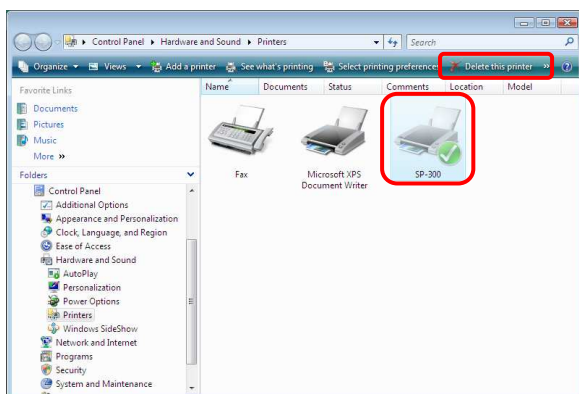 Control Panel ▸ Hardware and Sound ▸ Printers
Search
Organize Views Add a printer See what's printing Select printing preferences Delete this printer »
Favorite Links
Name Documents Status Comments Location Model
Documents
Pictures
Music
More »
Folders
Fax
Microsoft XPS
Document Writer
SP-300
Control Panel
Additional Options
Appearance and Personalization
Clock, Language, and Region
Ease of Access
Hardware and Sound
AutoPlay
Personalization
Power Options
Printers
Windows SideShow
Network and Internet
Programs
Security
System and Maintenance